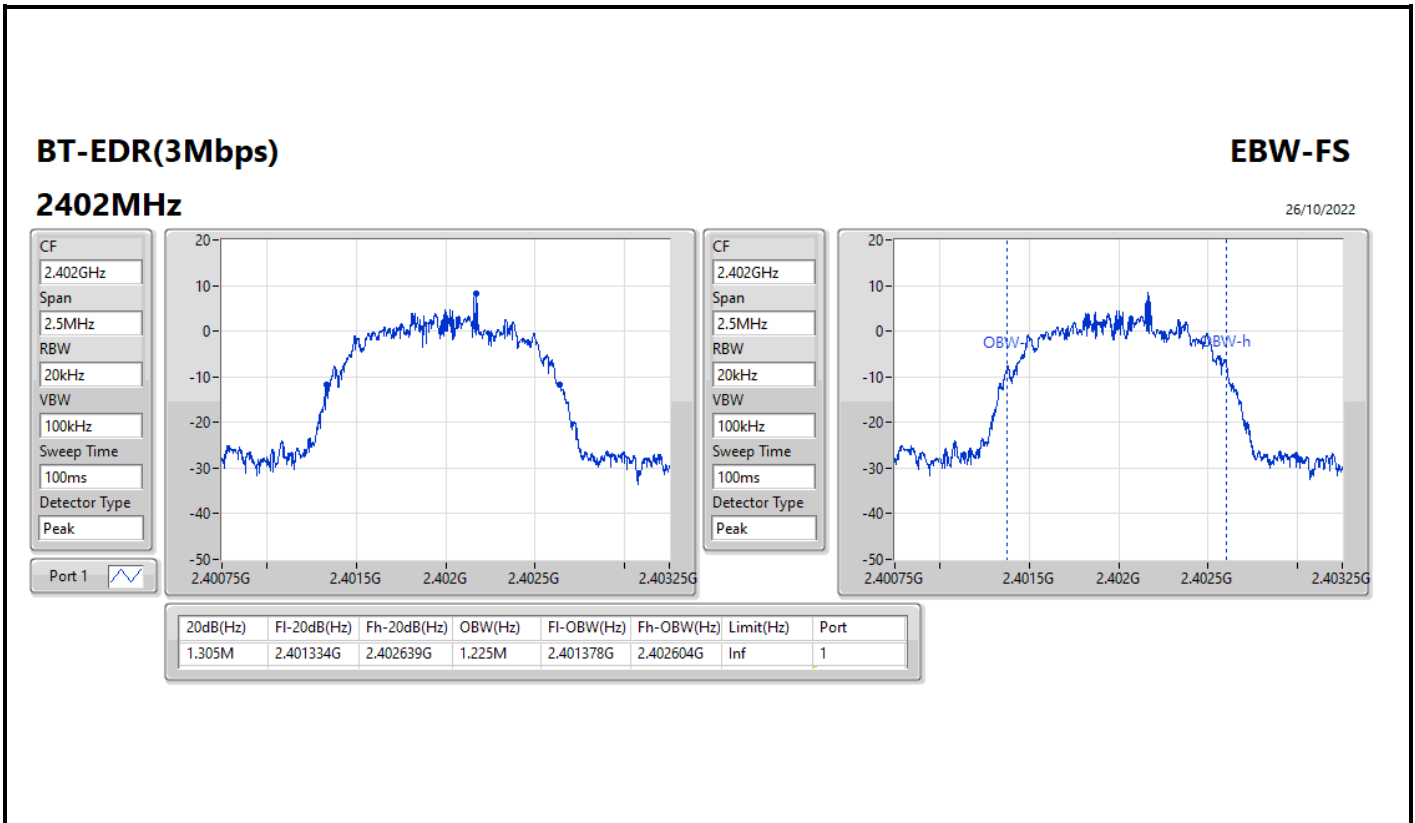 BT-EDR(3Mbps)
EBW-FS
2402MHz
26/10/2022
CF
2.402GHz
Span
2.5MHz
RBW
20kHz
VBW
100kHz
Sweep Time
100ms
Detector Type
Peak
Port 1
20
10
0
-10
-20
-30
-40
-50
2.40075G 2.4015G 2.402G 2.4025G 2.40325G
CF
2.402GHz
Span
2.5MHz
RBW
20kHz
VBW
100kHz
Sweep Time
100ms
Detector Type
Peak
20
10
0
-10
-20
-30
-40
-50
OBW-h
2.40075G 2.4015G 2.402G 2.4025G 2.40325G
20dB(Hz) Fl-20dB(Hz) Fh-20dB(Hz) OBW(Hz) Fl-OBW(Hz) Fh-OBW(Hz) Limit(Hz) Port
1.305M 2.401334G 2.402639G 1.225M 2.401378G 2.402604G Inf 1